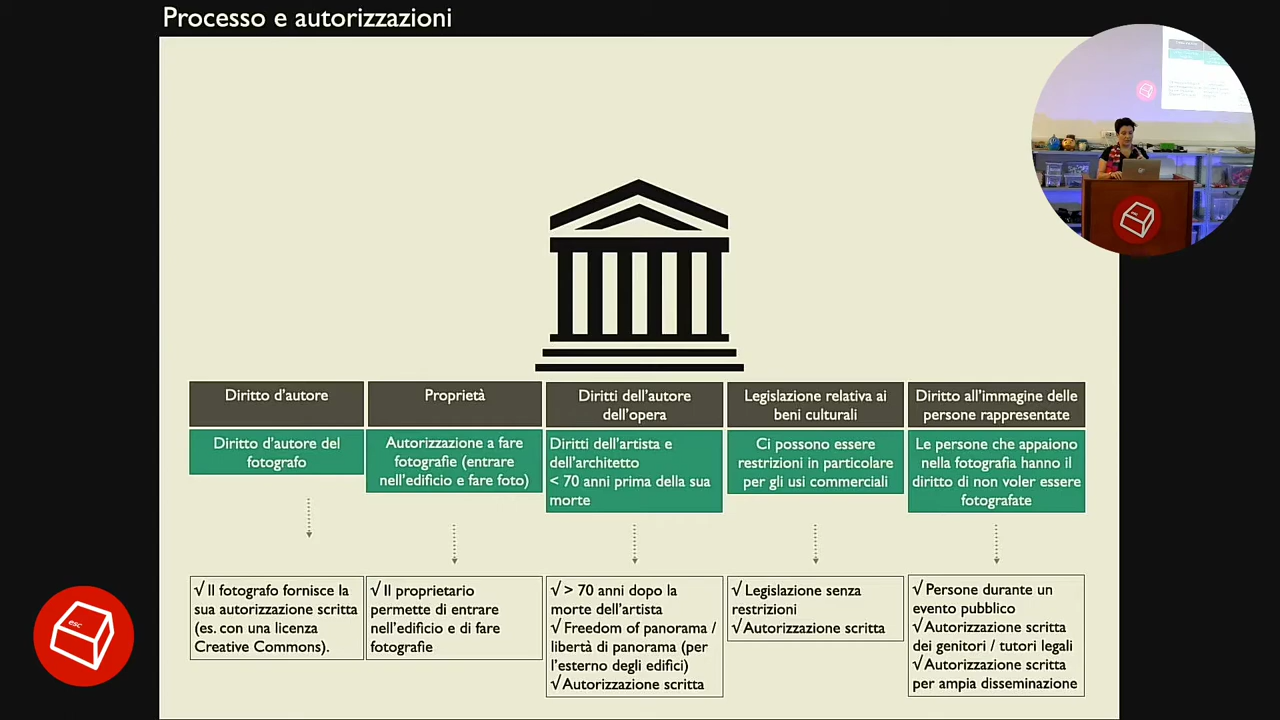 Processo e autorizzazioni
Diritto d'autore
Proprietà
Diritti dell'autore
dell'opera
Legislazione relativa ai
beni culturali
Diritto all'immagine delle
persone rappresentate
Diritto d'autore del
fotografo
Autorizzazione a fare
fotografie (entrare
nell'edificio e fare foto)
Diritti dell'artista e
dell'architetto
< 70 anni prima della sua
morte
Ci possono essere
restrizioni in particolare
per gli usi commerciali
Le persone che appaiono
nella fotografia hanno il
diritto di non voler essere
fotografate
√ Il fotografo fornisce la
sua autorizzazione scritta
(es. con una licenza
Creative Commons).
√ Il proprietario
permette di entrare
nell'edificio e di fare
fotografie
√ > 70 anni dopo la
morte dell'artista
√ Freedom of panorama /
libertà di panorama (per
l'esterno degli edifici)
√ Autorizzazione scritta
√ Legislazione senza
restrizioni
√ Autorizzazione scritta
√ Persone durante un
evento pubblico
√ Autorizzazione scritta
dei genitori / tutori legali
√ Autorizzazione scritta
per ampia disseminazione
esc